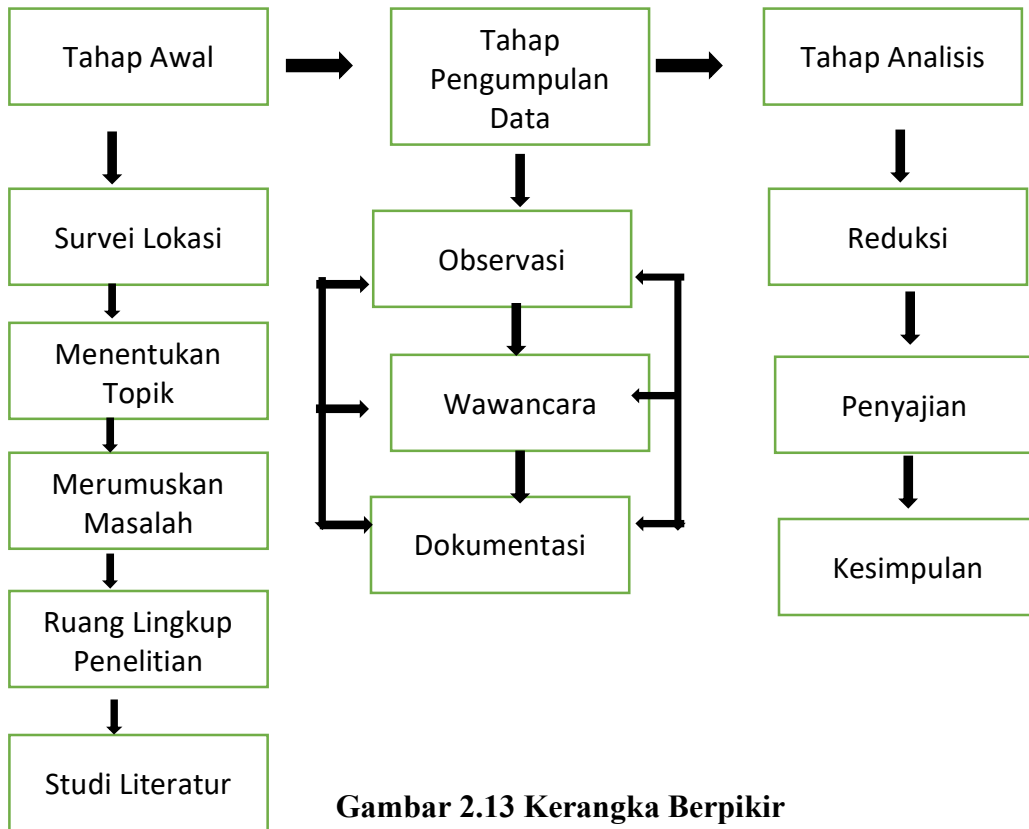 Tahap Awal
Tahap
Pengumpulan
Data
Tahap Analisis
Survei Lokasi
Menentukan
Topik
Merumuskan
Masalah
Ruang Lingkup
Penelitian
Studi Literatur
Observasi
Wawancara
Dokumentasi
Reduksi
Penyajian
Kesimpulan
Gambar 2.13 Kerangka Berpikir